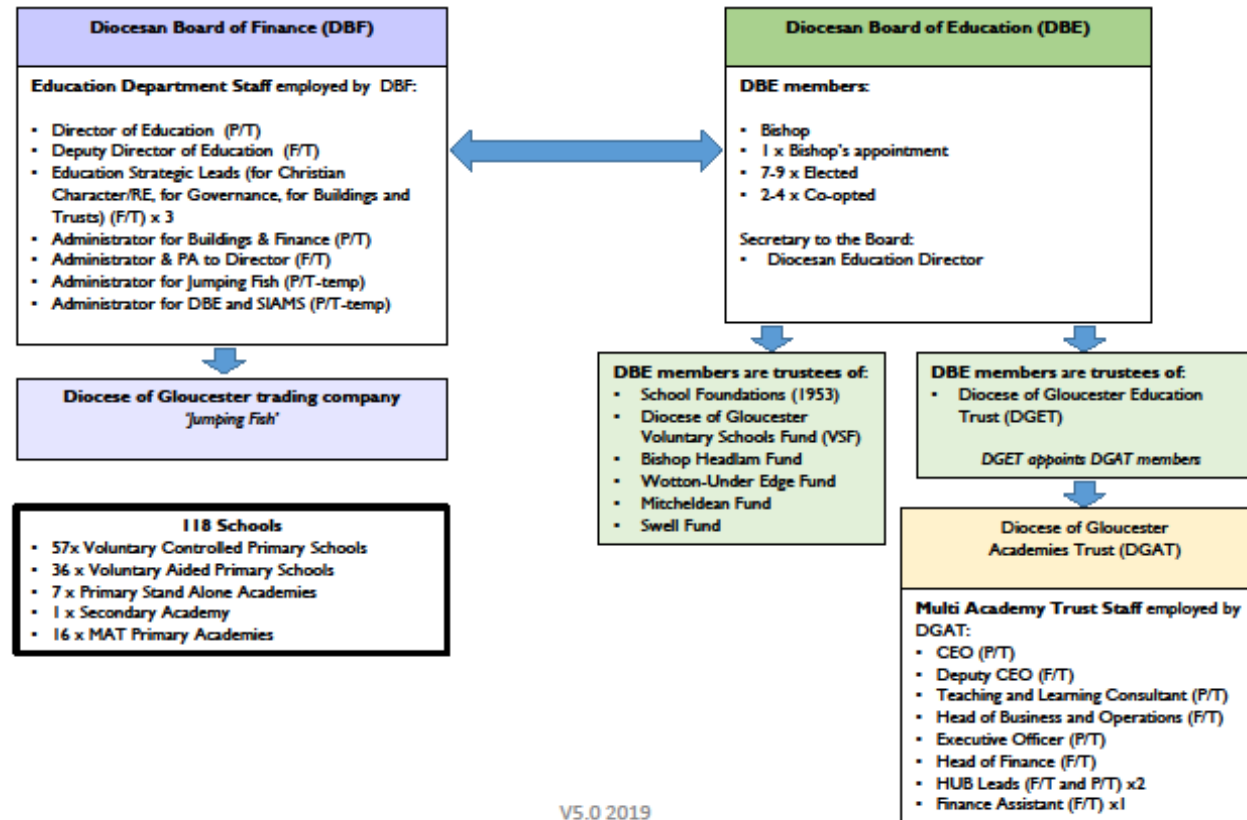 Diocesan Board of Finance (DBF)
Education Department Staff employed by DBF:
• Director of Education (P/T)
• Deputy Director of Education (F/T)
• Education Strategic Leads (for Christian
Character/RE, for Governance, for Buildings and
Trusts) (F/T) x 3
• Administrator for Buildings & Finance (P/T)
• Administrator & PA to Director (F/T)
• Administrator for Jumping Fish (P/T-temp)
• Administrator for DBE and SIAMS (P/T-temp)
Diocese of Gloucester trading company
'Jumping Fish'
118 Schools
• 57x Voluntary Controlled Primary Schools
• 36 x Voluntary Aided Primary Schools
• 7 x Primary Stand Alone Academies
• 1 x Secondary Academy
• 16 x MAT Primary Academies
Diocesan Board of Education (DBE)
DBE members:
• Bishop
• 1 x Bishop's appointment
• 7-9 x Elected
• 2-4 x Co-opted
Secretary to the Board:
• Diocesan Education Director
DBE members are trustees of:
• School Foundations (1953)
• Diocese of Gloucester
Voluntary Schools Fund (VSF)
• Bishop Headlam Fund
• Wotton-Under Edge Fund
• Mitcheldean Fund
• Swell Fund
DBE members are trustees of:
• Diocese of Gloucester Education
Trust (DGET)
DGET appoints DGAT members
Diocese of Gloucester
Academies Trust (DGAT)
Multi Academy Trust Staff employed by
DGAT:
• CEO (P/T)
• Deputy CEO (F/T)
• Teaching and Learning Consultant (P/T)
• Head of Business and Operations (F/T)
• Executive Officer (P/T)
• Head of Finance (F/T)
• HUB Leads (F/T and P/T) x2
• Finance Assistant (F/T) x1
V5.0 2019